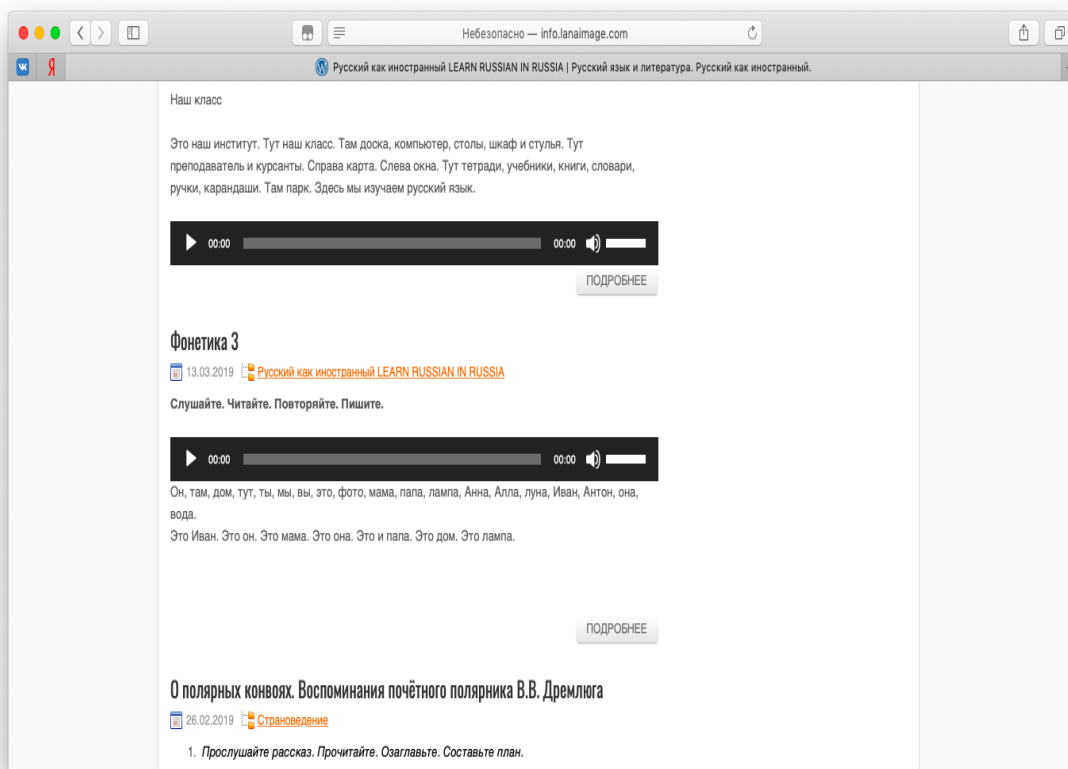 Небезопасно — info.lanaimage.com
Русский как иностранный LEARN RUSSIAN IN RUSSIA | Русский язык и литература. Русский как иностранный.
Наш класс
Это наш институт. Тут наш класс. Там доска, компьютер, столы, шкаф и стулья. Тут
преподаватель и курсанты. Справа карта. Слева окна. Тут тетради, учебники, книги, словари,
ручки, карандаши. Там парк. Здесь мы изучаем русский язык.
00:00 00:00
ПОДРОБНЕЕ
Фонетика 3
13.03.2019 Русский как иностранный LEARN RUSSIAN IN RUSSIA
Слушайте. Читайте. Повторяйте. Пишите.
00:00 00:00
Он, там, дом, тут, ты, мы, вы, это, фото, мама, папа, лампа, Анна, Алла, луна, Иван, Антон, она,
вода.
Это Иван. Это он. Это мама. Это она. Это и папа. Это дом. Это лампа.
ПОДРОБНЕЕ
О полярных конвоях. Воспоминания почётного полярника В.В. Дремлюга
26.02.2019 Страноведение
1. Прослушайте рассказ. Прочитайте. Озаглавьте. Составьте план.